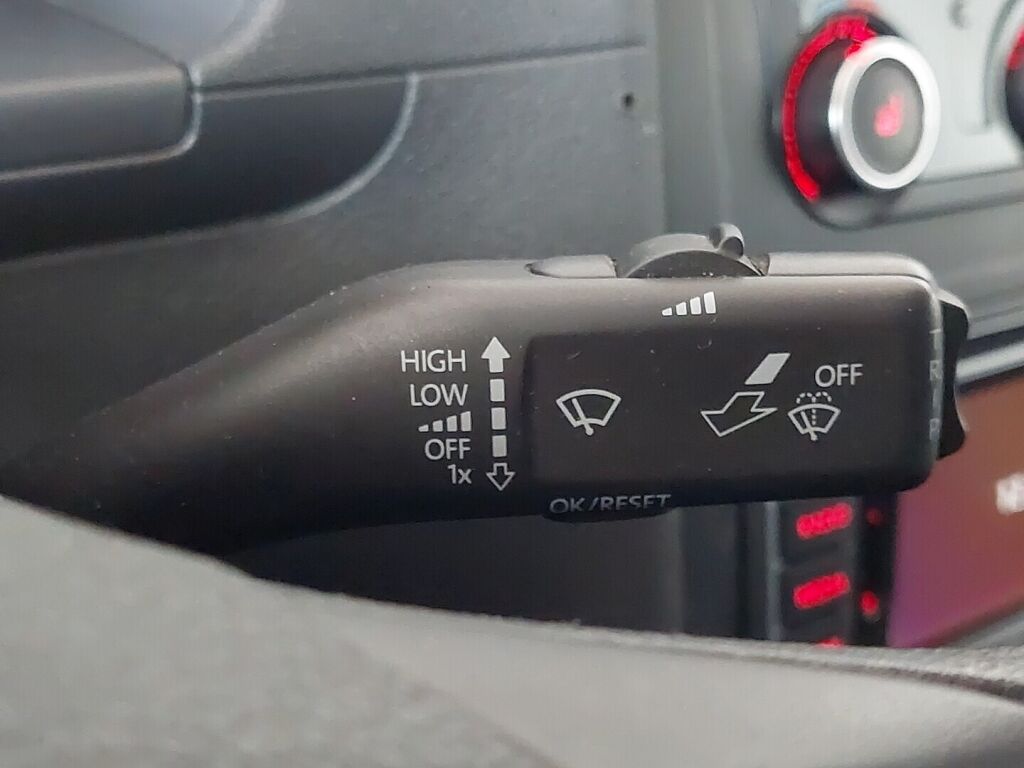 HIGH
LOW
OFF
1x
OFF
OK/RESET